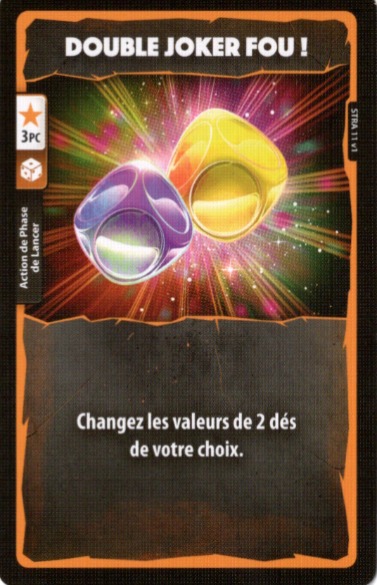 DOUBLE JOKER FOU !
3PC
Action de Phase
de Lancer
STRA 11 v1
Changez les valeurs de 2 dés
de votre choix.